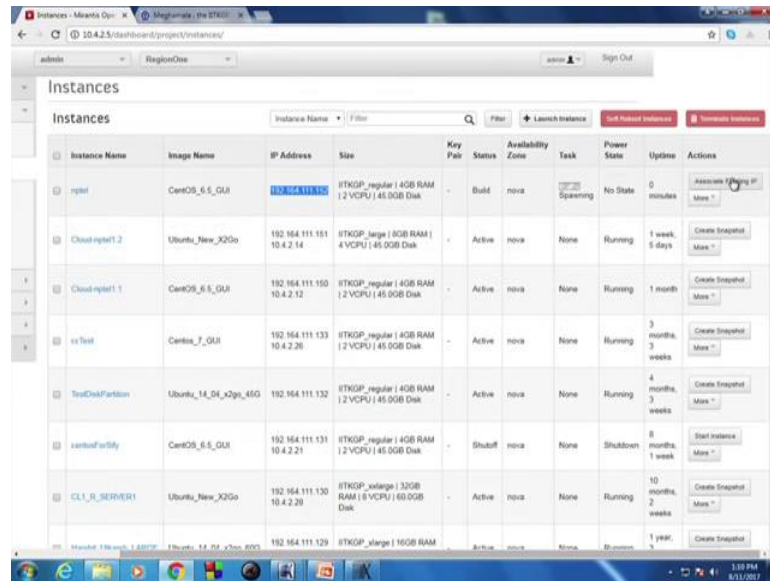 Instances - Mirantis Ope
Meghamala : the IITKGP
10.4.2.5/dashboard/project/instances/
admin
RegionOne
Sign Out
Instances
Instances
Instance Name
Filter
Filter
+ Launch Instance
Soft Reboot Instances
Terminate Instances
Instance Name Image Name IP Address Size Key Pair Status Availability Zone Task Power State Uptime Actions
nptel CentOS_6.5_GUI 192.164.111.152 IITKGP_regular | 4GB RAM | 2 VCPU | 45.0GB Disk - Build nova Spawning No State 0 minutes Associate Floating IP
More
Cloud-nptel1.2 Ubuntu_New_X2Go 192.164.111.151 10.4.2.14 IITKGP_large | 8GB RAM | 4 VCPU | 45.0GB Disk - Active nova None Running 1 week, 5 days Create Snapshot
More
Cloud-nptel1.1 CentOS_6.5_GUI 192.164.111.150 10.4.2.12 IITKGP_regular | 4GB RAM | 2 VCPU | 45.0GB Disk - Active nova None Running 1 month Create Snapshot
More
ccTest Centos_7_GUI 192.164.111.133 10.4.2.26 IITKGP_regular | 4GB RAM | 2 VCPU | 45.0GB Disk - Active nova None Running 3 months, 3 weeks Create Snapshot
More
TestDiskPartition Ubuntu_14_04_x2go_45G 192.164.111.132 IITKGP_regular | 4GB RAM | 2 VCPU | 45.0GB Disk - Active nova None Running 4 months, 3 weeks Create Snapshot
More
centosForSify CentOS_6.5_GUI 192.164.111.131 10.4.2.21 IITKGP_regular | 4GB RAM | 2 VCPU | 45.0GB Disk - Shutoff nova None Shutdown 8 months, 1 week Start Instance
More
CL1_R_SERVER1 Ubuntu_New_X2Go 192.164.111.130 10.4.2.20 IITKGP_xxlarge | 32GB RAM | 8 VCPU | 60.0GB Disk - Active nova None Running 10 months, 2 weeks Create Snapshot
More
192.164.111.129 IITKGP_xlarge | 16GB RAM Active nova None Running 1 year, Create Snapshot
1:10 PM
8/11/2017